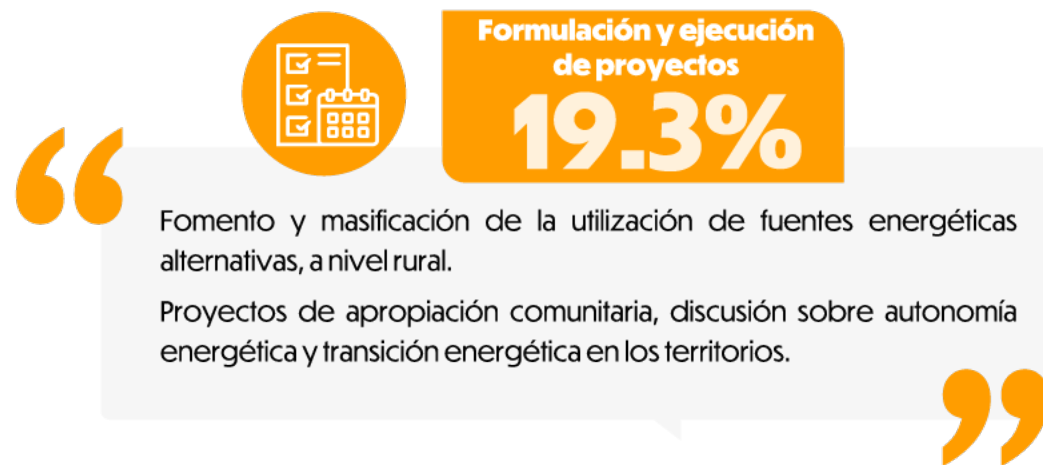 Formulación y ejecución
de proyectos
19.3%
Fomento y masificación de la utilización de fuentes energéticas
alternativas, a nivel rural.
Proyectos de apropiación comunitaria, discusión sobre autonomía
energética y transición energética en los territorios.